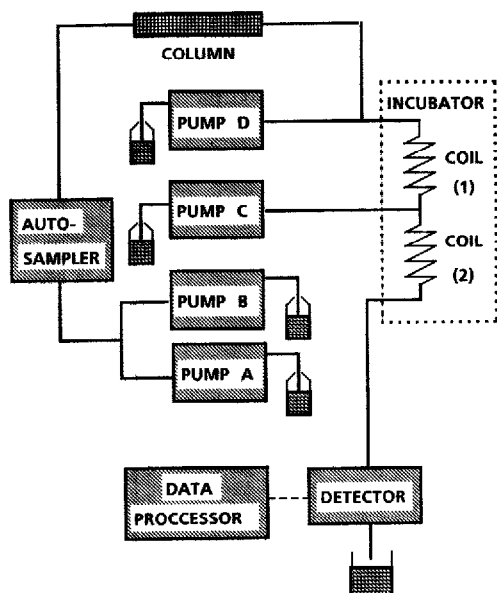 COLUMN
PUMP D
INCUBATOR
COIL
(1)
PUMP C
AUTO-
SAMPLER
COIL
(2)
PUMP B
PUMP A
DATA
PROCCESSOR
DETECTOR